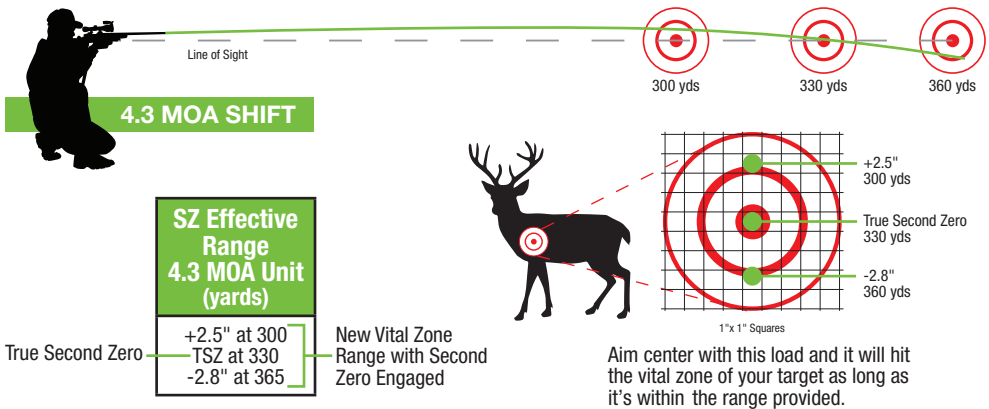 Line of Sight
300 yds
330 yds
360 yds
4.3 MOA SHIFT
SZ Effective
Range
4.3 MOA Unit
(yards)
+2.5" at 300
TSZ at 330
-2.8" at 365
True Second Zero
New Vital Zone
Range with Second
Zero Engaged
+2.5"
300 yds
True Second Zero
330 yds
-2.8"
360 yds
1"x 1" Squares
Aim center with this load and it will hit
the vital zone of your target as long as
it's within the range provided.